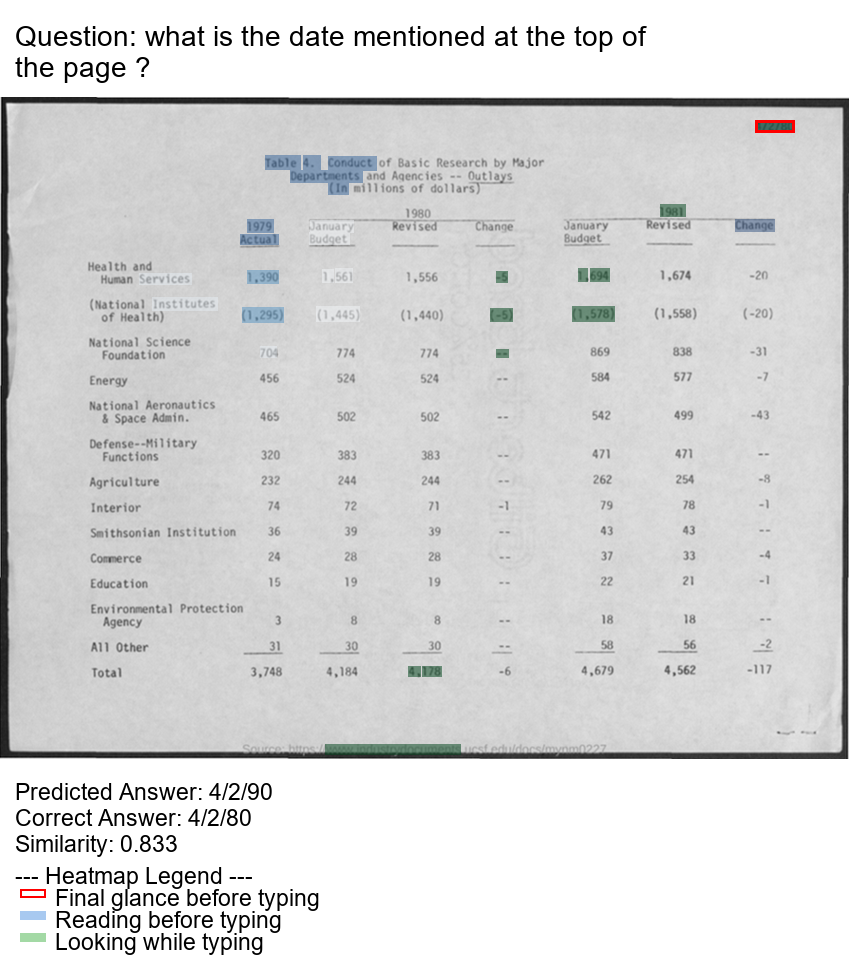 Question: what is the date mentioned at the top of
the page ?
Table 4. Conduct of Basic Research by Major
Departments and Agencies -- Outlays
(In millions of dollars)
1980 1981
1979 January Revised Change January Revised Change
Actual Budget Budget
Health and
Human Services 1,390 1,561 1,556 -5 1,694 1,674 -20
(National Institutes
of Health) (1,295) (1,445) (1,440) (-5) (1,578) (1,558) (-20)
National Science
Foundation 704 774 774 -- 869 838 -31
Energy 456 524 524 -- 584 577 -7
National Aeronautics
& Space Admin. 465 502 502 -- 542 499 -43
Defense--Military
Functions 320 383 383 -- 471 471 --
Agriculture 232 244 244 -- 262 254 -8
Interior 74 72 71 -1 79 78 -1
Smithsonian Institution 36 39 39 -- 43 43 --
Commerce 24 28 28 -- 37 33 -4
Education 15 19 19 -- 22 21 -1
Environmental Protection
Agency 3 8 8 -- 18 18 --
All Other 31 30 30 -- 58 56 -2
Total 3,748 4,184 4,178 -6 4,679 4,562 -117
Source: https://www.industrydocuments.ucsf.edu/docs/mynm0227
Predicted Answer: 4/2/90
Correct Answer: 4/2/80
Similarity: 0.833
--- Heatmap Legend ---
Final glance before typing
Reading before typing
Looking while typing